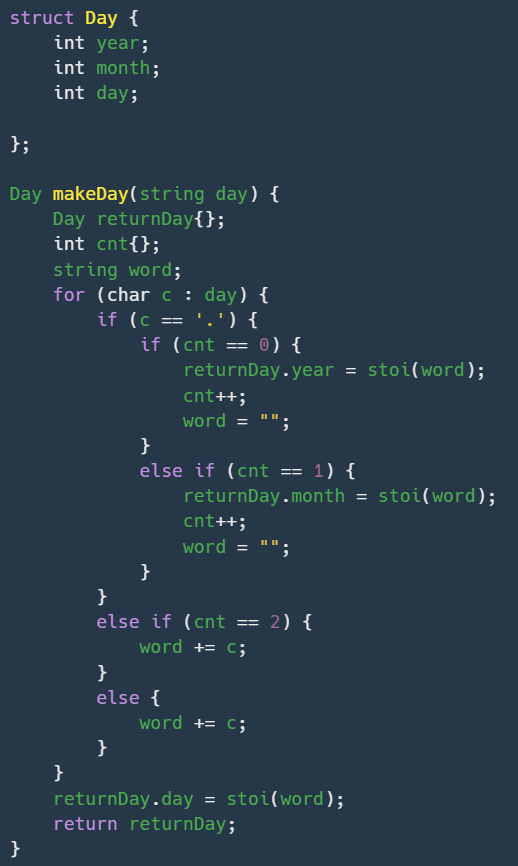 struct Day {
    int year;
    int month;
    int day;

};

Day makeDay(string day) {
    Day returnDay{};
    int cnt{};
    string word;
    for (char c : day) {
        if (c == '.') {
            if (cnt == 0) {
                returnDay.year = stoi(word);
                cnt++;
                word = "";
            }
            else if (cnt == 1) {
                returnDay.month = stoi(word);
                cnt++;
                word = "";
            }
        }
        else if (cnt == 2) {
            word += c;
        }
        else {
            word += c;
        }
    }
    returnDay.day = stoi(word);
    return returnDay;
}